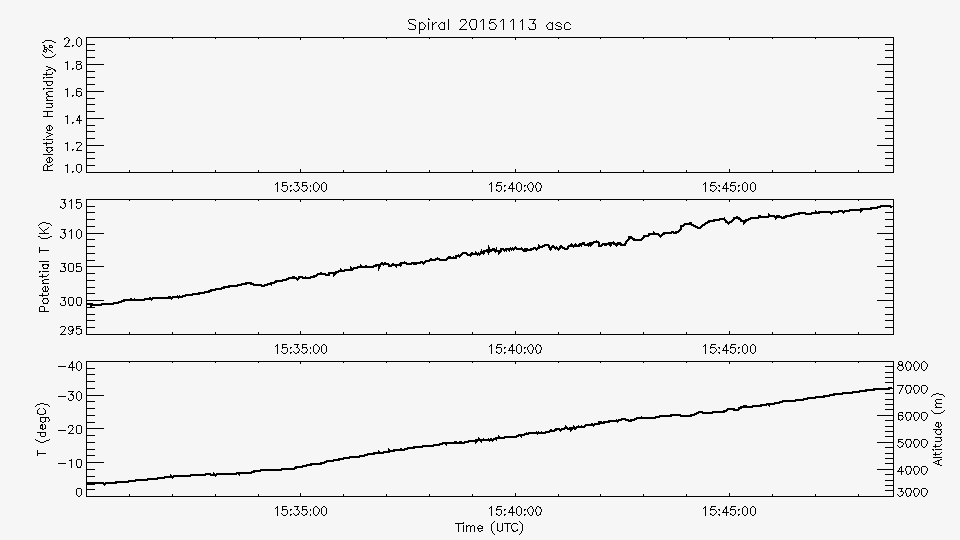 Spiral 20151113 asc
Relative Humidity (%)
2.0
1.8
1.6
1.4
1.2
1.0
15:35:00 15:40:00 15:45:00
Potential T (K)
315
310
305
300
295
15:35:00 15:40:00 15:45:00
T (degC)
-40
-30
-20
-10
0
8000
7000
6000
5000
4000
3000
Altitude (m)
15:35:00 15:40:00 15:45:00
Time (UTC)